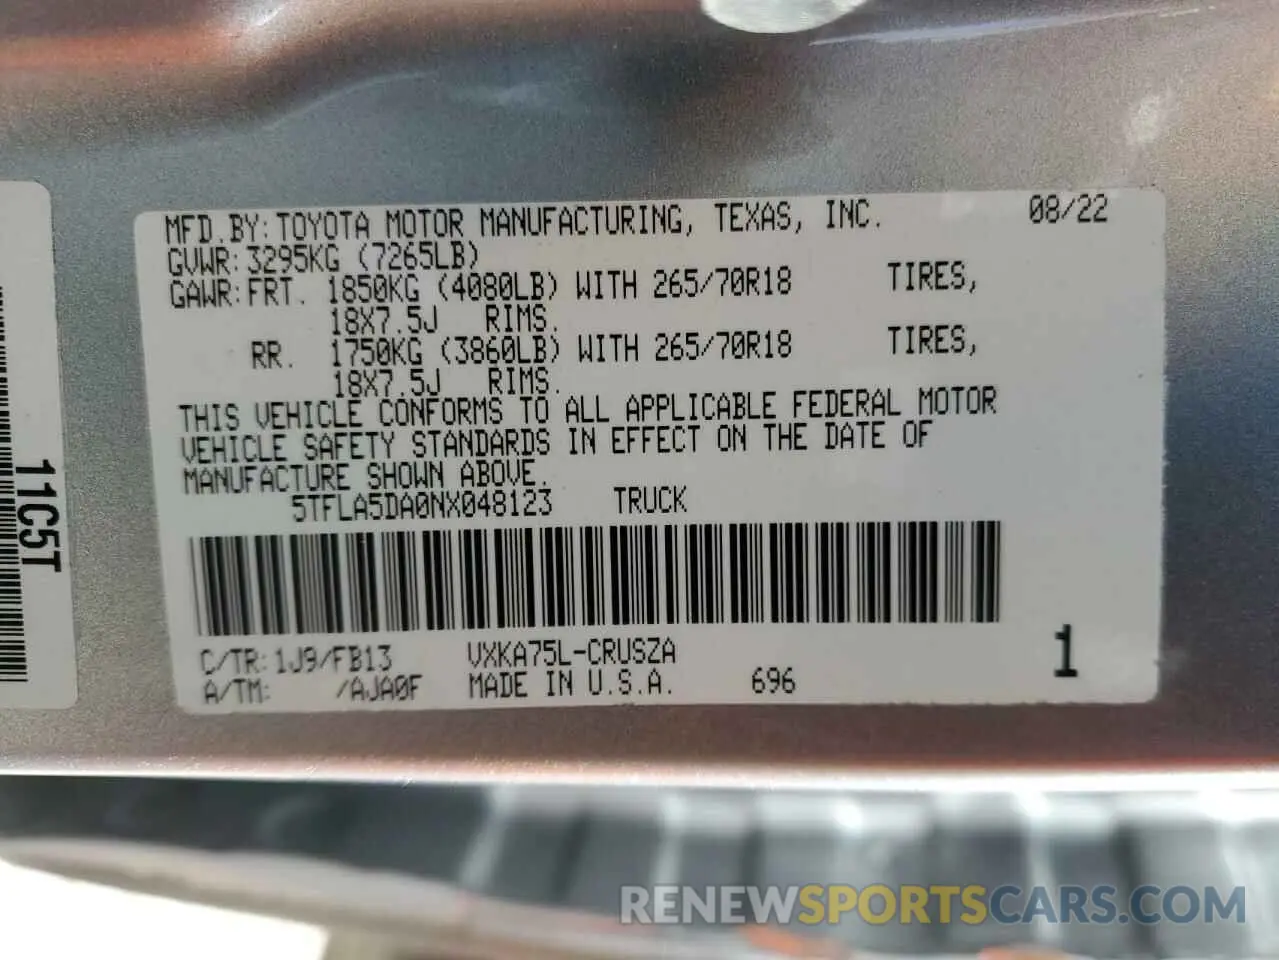 MFD.BY:TOYOTA MOTOR MANUFACTURING, TEXAS, INC. 08/22
GVWR:3295KG (7265LB)
GAWR:FRT. 1850KG (4080LB) WITH 265/70R18 TIRES,
18X7.5J RIMS.
RR. 1750KG (3860LB) WITH 265/70R18 TIRES,
18X7.5J RIMS.
THIS VEHICLE CONFORMS TO ALL APPLICABLE FEDERAL MOTOR
VEHICLE SAFETY STANDARDS IN EFFECT ON THE DATE OF
MANUFACTURE SHOWN ABOVE.
5TFLA5DA0NX048123 TRUCK
C/TR:1J9/FB13 VXKA75L-CRUSZA 1
A/TM: /AJA0F MADE IN U.S.A. 696
11C5T
RENEWSPORTSCARS.COM